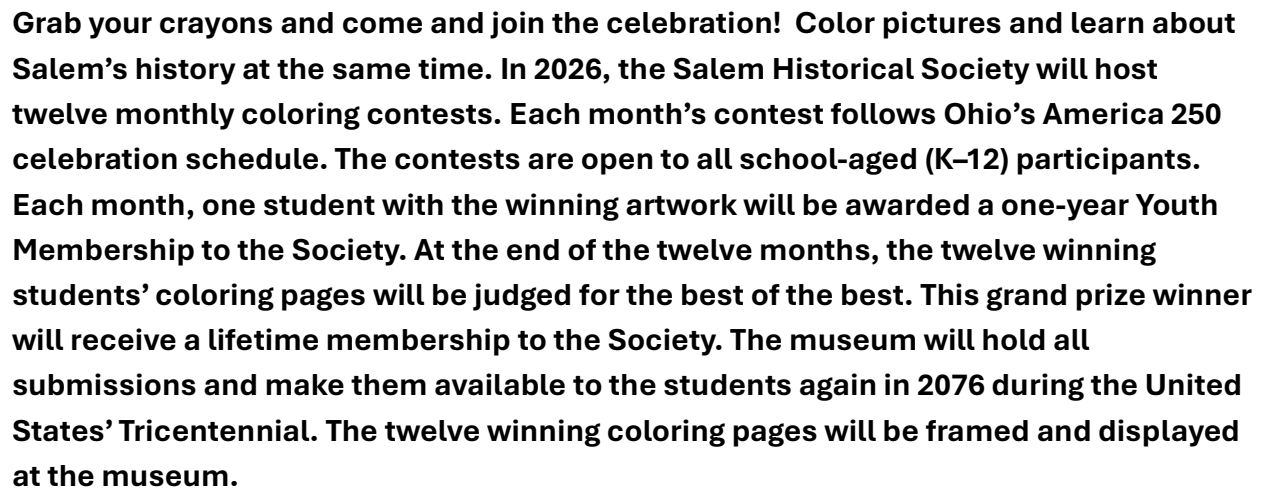 Grab your crayons and come and join the celebration!  Color pictures and learn about
Salem’s history at the same time. In 2026, the Salem Historical Society will host
twelve monthly coloring contests. Each month’s contest follows Ohio’s America 250
celebration schedule. The contests are open to all school-aged (K–12) participants.
Each month, one student with the winning artwork will be awarded a one-year Youth
Membership to the Society. At the end of the twelve months, the twelve winning
students’ coloring pages will be judged for the best of the best. This grand prize winner
will receive a lifetime membership to the Society. The museum will hold all
submissions and make them available to the students again in 2076 during the United
States’ Tricentennial. The twelve winning coloring pages will be framed and displayed
at the museum.